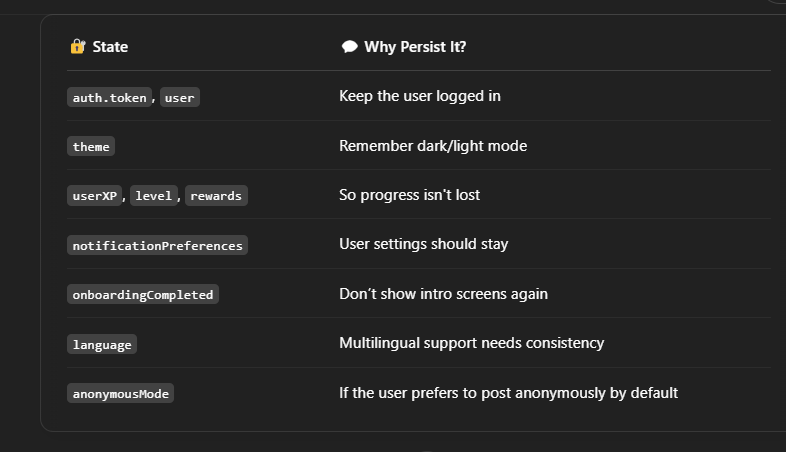 🔐 State 💬 Why Persist It?
auth.token, user Keep the user logged in
theme Remember dark/light mode
userXP, level, rewards So progress isn't lost
notificationPreferences User settings should stay
onboardingCompleted Don’t show intro screens again
language Multilingual support needs consistency
anonymousMode If the user prefers to post anonymously by default